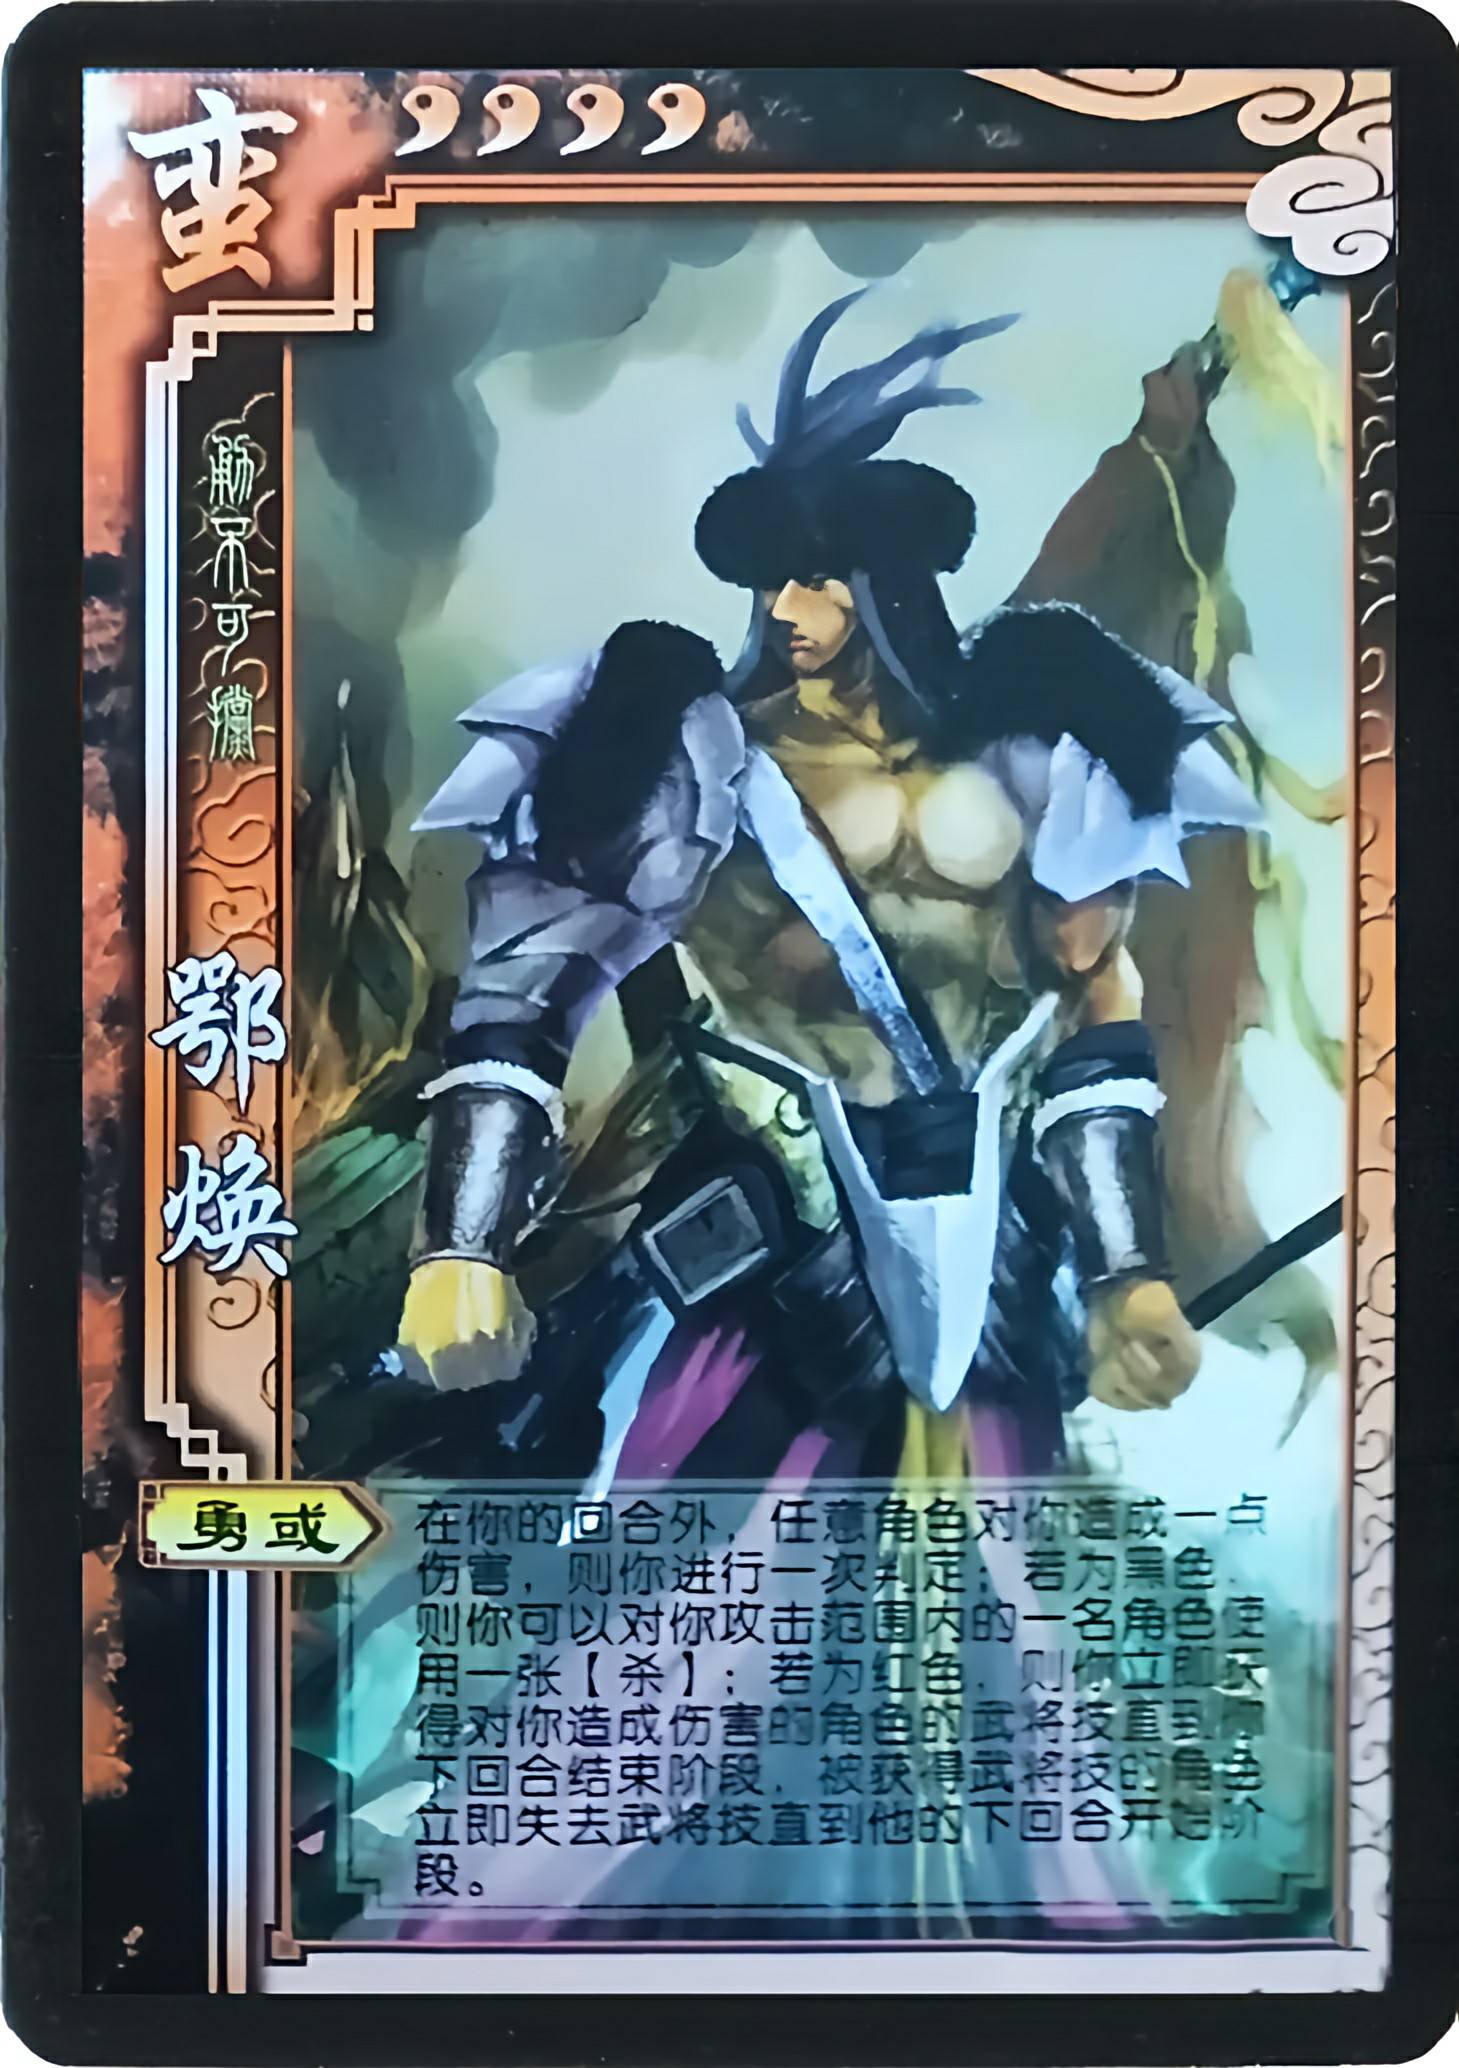 蛮
勇不可擋
鄂焕
勇或
在你的回合外，任意角色对你造成一点
伤害，则你进行一次判定；若为黑色，
则你可以对你攻击范围内的一名角色使
用一张【杀】；若为红色，则你立即获
得对你造成伤害的角色的武将技直到你
下回合结束阶段，被获得武将技的角色
立即失去武将技直到他的下回合开始阶
段。